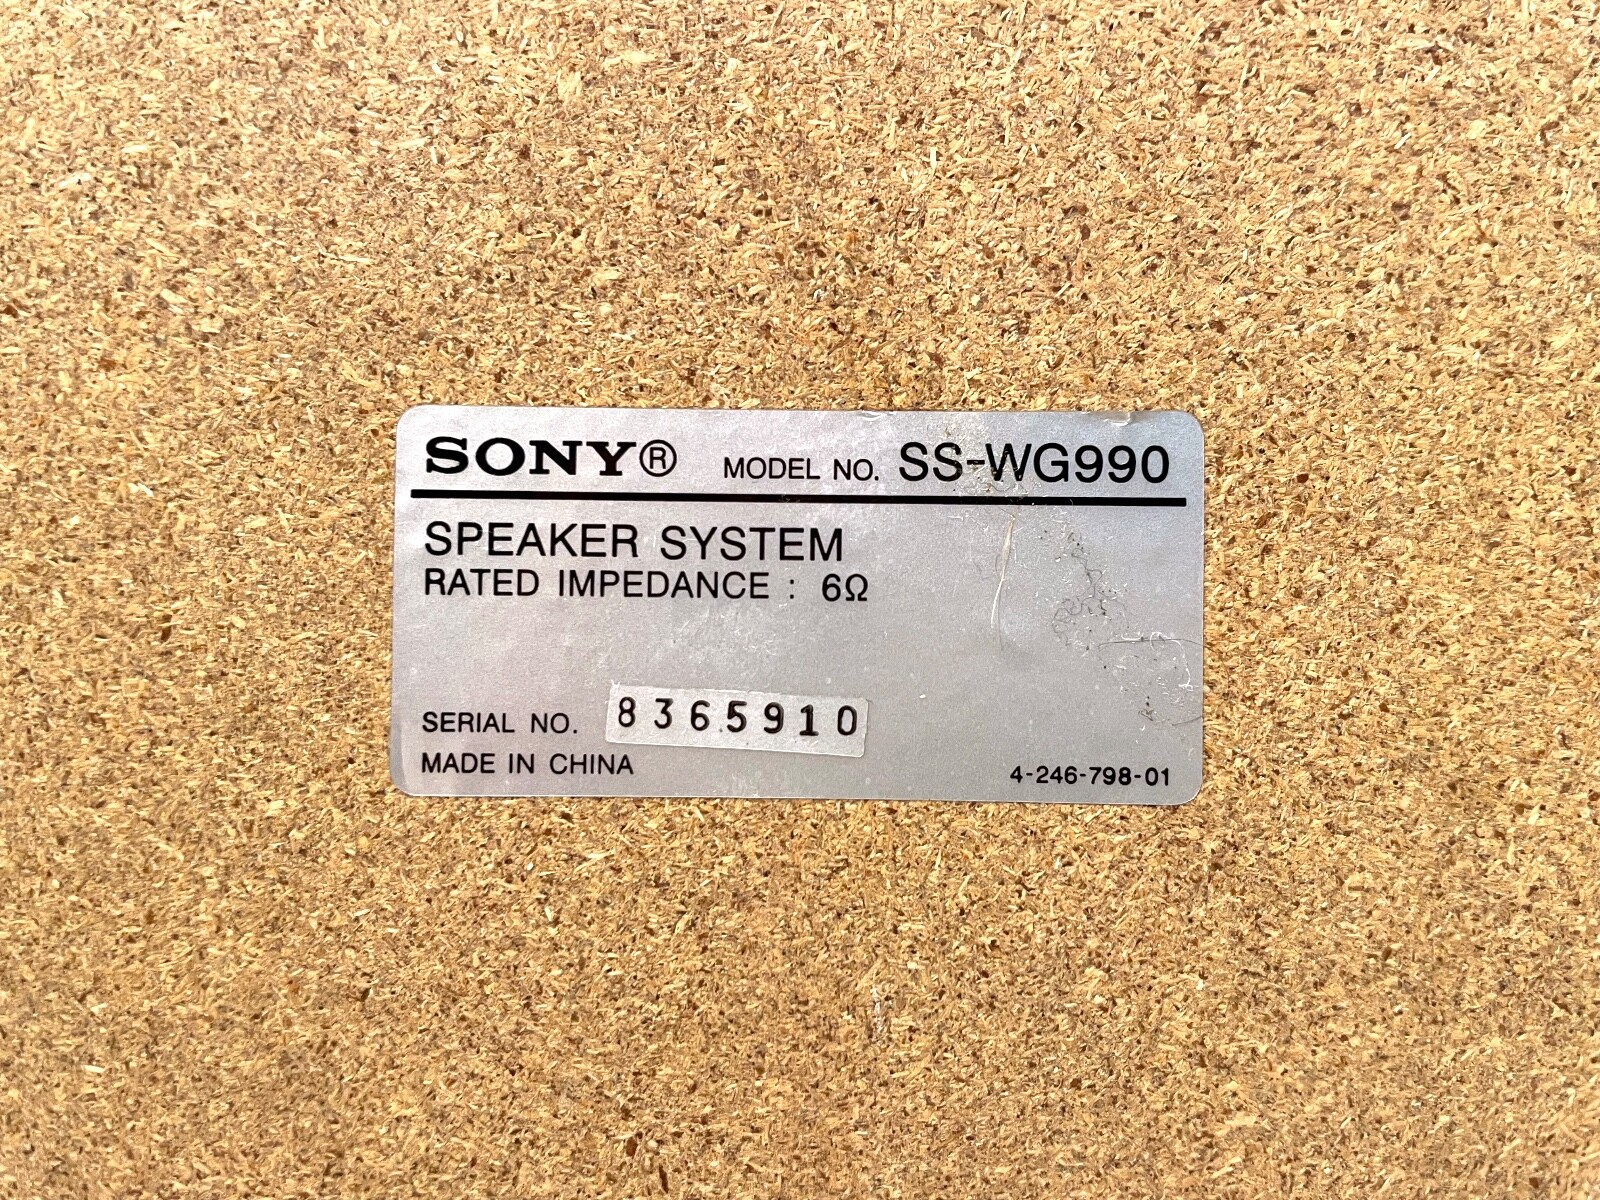 SONY® MODEL NO. SS-WG990
SPEAKER SYSTEM
RATED IMPEDANCE : 6Ω
SERIAL NO. 8365910
MADE IN CHINA 4-246-798-01